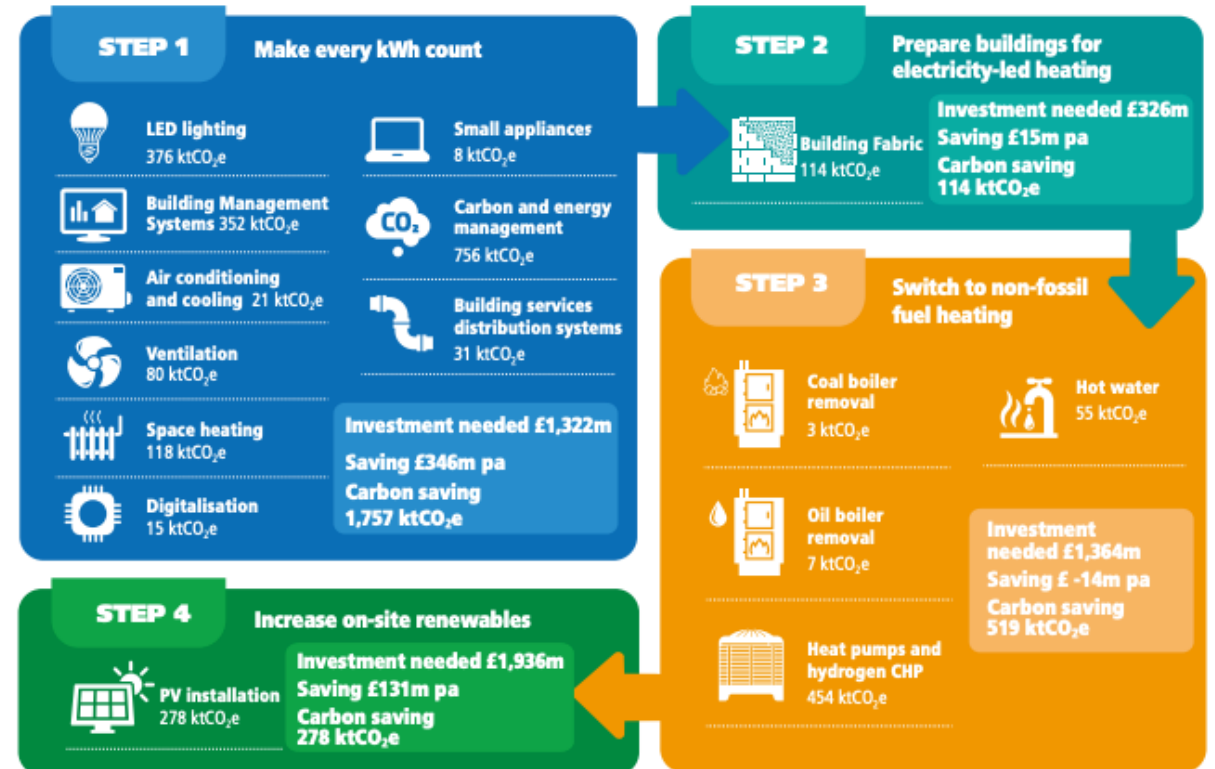 STEP 1
Make every kWh count
LED lighting
376 ktCO₂e
Building Management
Systems 352 ktCO₂e
Air conditioning
and cooling 21 ktCO₂e
Ventilation
80 ktCO₂e
Space heating
118 ktCO₂e
Digitalisation
15 ktCO₂e
Small appliances
8 ktCO₂e
CO₂
Carbon and energy
management
756 ktCO₂e
Building services
distribution systems
31 ktCO₂e
Investment needed £1,322m
Saving £346m pa
Carbon saving
1,757 ktCO₂e
STEP 2
Prepare buildings for
electricity-led heating
Building Fabric
114 ktCO₂e
Investment needed £326m
Saving £15m pa
Carbon saving
114 ktCO₂e
STEP 3
Switch to non-fossil
fuel heating
Coal boiler
removal
3 ktCO₂e
Oil boiler
removal
7 ktCO₂e
Heat pumps and
hydrogen CHP
454 ktCO₂e
Hot water
55 ktCO₂e
Investment
needed £1,364m
Saving £ -14m pa
Carbon saving
519 ktCO₂e
STEP 4
Increase on-site renewables
PV installation
278 ktCO₂e
Investment needed £1,936m
Saving £131m pa
Carbon saving
278 ktCO₂e